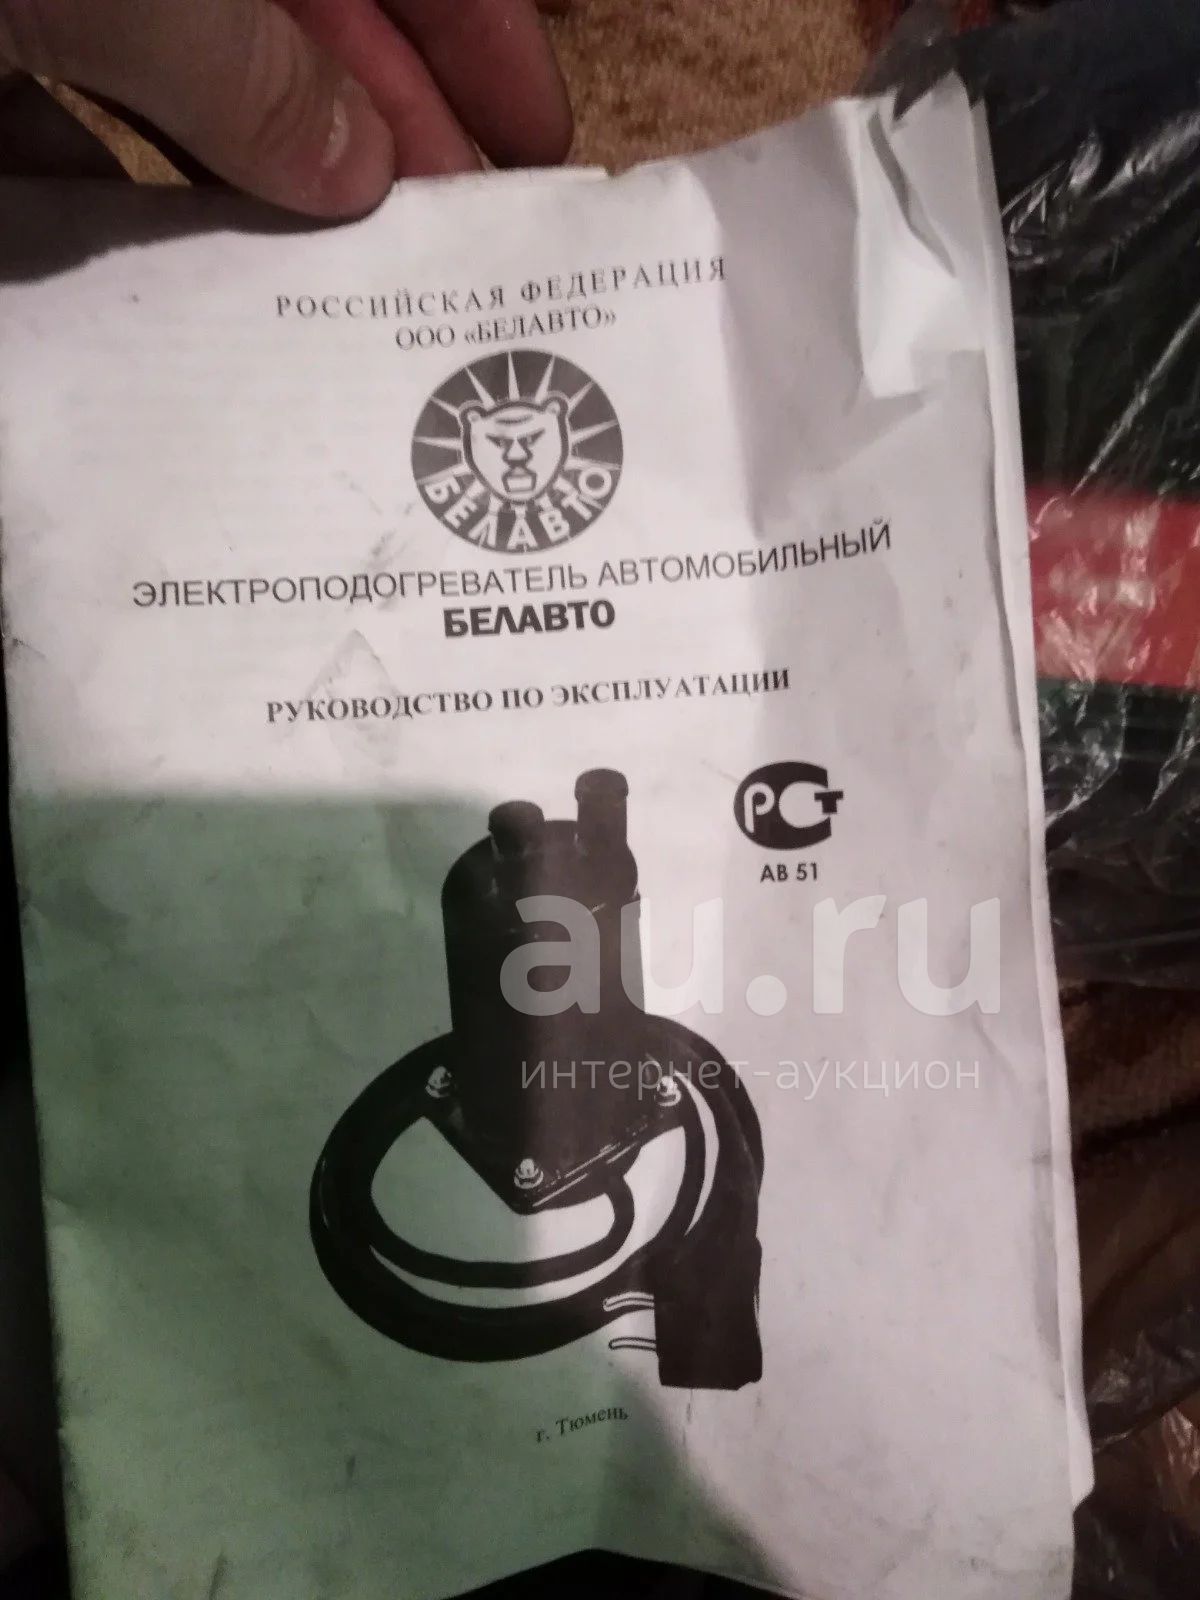 РОССИЙСКАЯ ФЕДЕРАЦИЯ
ООО «БЕЛАВТО»
БЕЛАВТО
ЭЛЕКТРОПОДОГРЕВАТЕЛЬ АВТОМОБИЛЬНЫЙ
БЕЛАВТО
РУКОВОДСТВО ПО ЭКСПЛУАТАЦИИ
РСТ
АВ 51
au.ru
интернет-аукцион
г. Тюмень